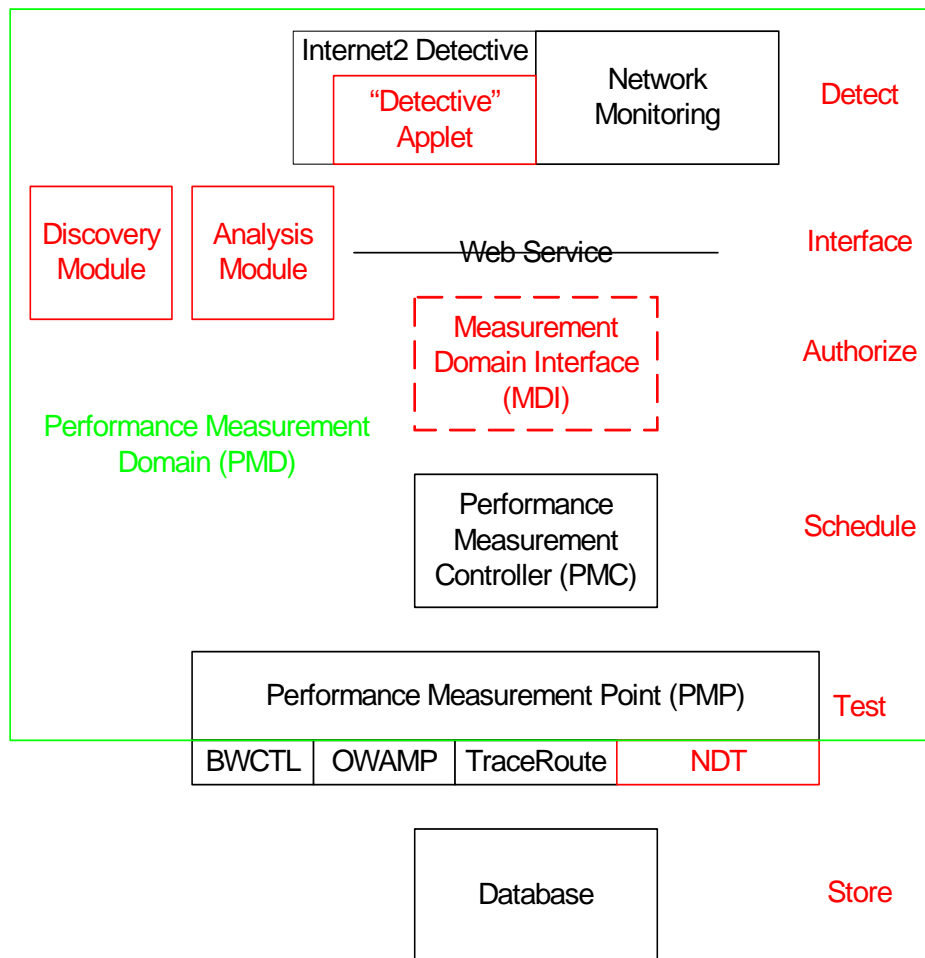 Internet2 Detective
“Detective”
Applet
Network
Monitoring
Detect
Discovery
Module
Analysis
Module
Web Service
Interface
Measurement
Domain Interface
(MDI)
Authorize
Performance Measurement
Domain (PMD)
Performance
Measurement
Controller (PMC)
Schedule
Performance Measurement Point (PMP)
Test
BWCTL
OWAMP
TraceRoute
NDT
Database
Store